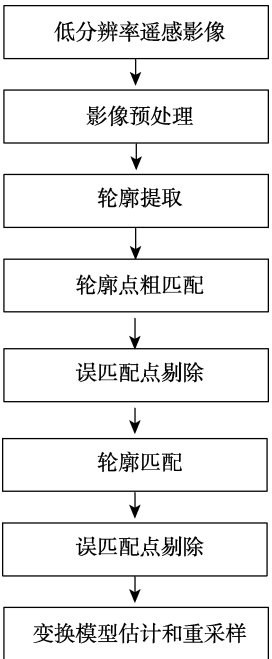 低分辨率遥感影像
影像预处理
轮廓提取
轮廓点粗匹配
误匹配点剔除
轮廓匹配
误匹配点剔除
变换模型估计和重采样